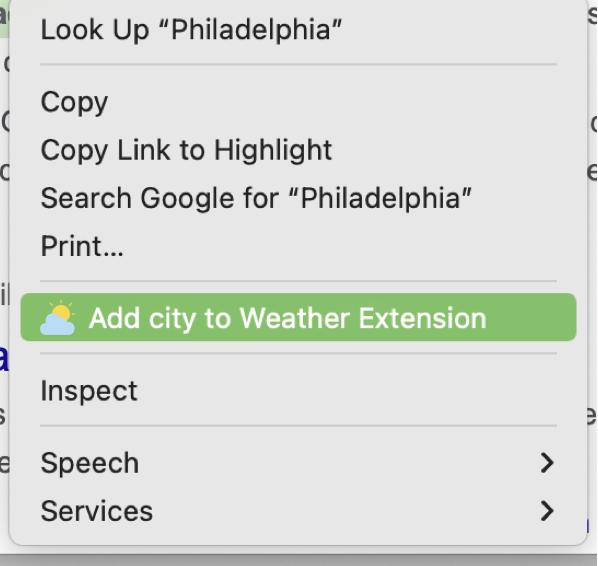 Look Up “Philadelphia”
Copy
Copy Link to Highlight
Search Google for “Philadelphia”
Print...
Add city to Weather Extension
Inspect
Speech
Services